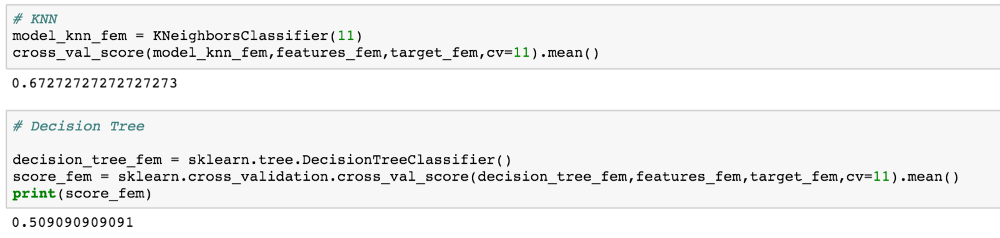 # KNN
model_knn_fem = KNeighborsClassifier(11)
cross_val_score(model_knn_fem,features_fem,target_fem,cv=11).mean()
0.67272727272727273
# Decision Tree
decision_tree_fem = sklearn.tree.DecisionTreeClassifier()
score_fem = sklearn.cross_validation.cross_val_score(decision_tree_fem,features_fem,target_fem,cv=11).mean()
print(score_fem)
0.509090909091